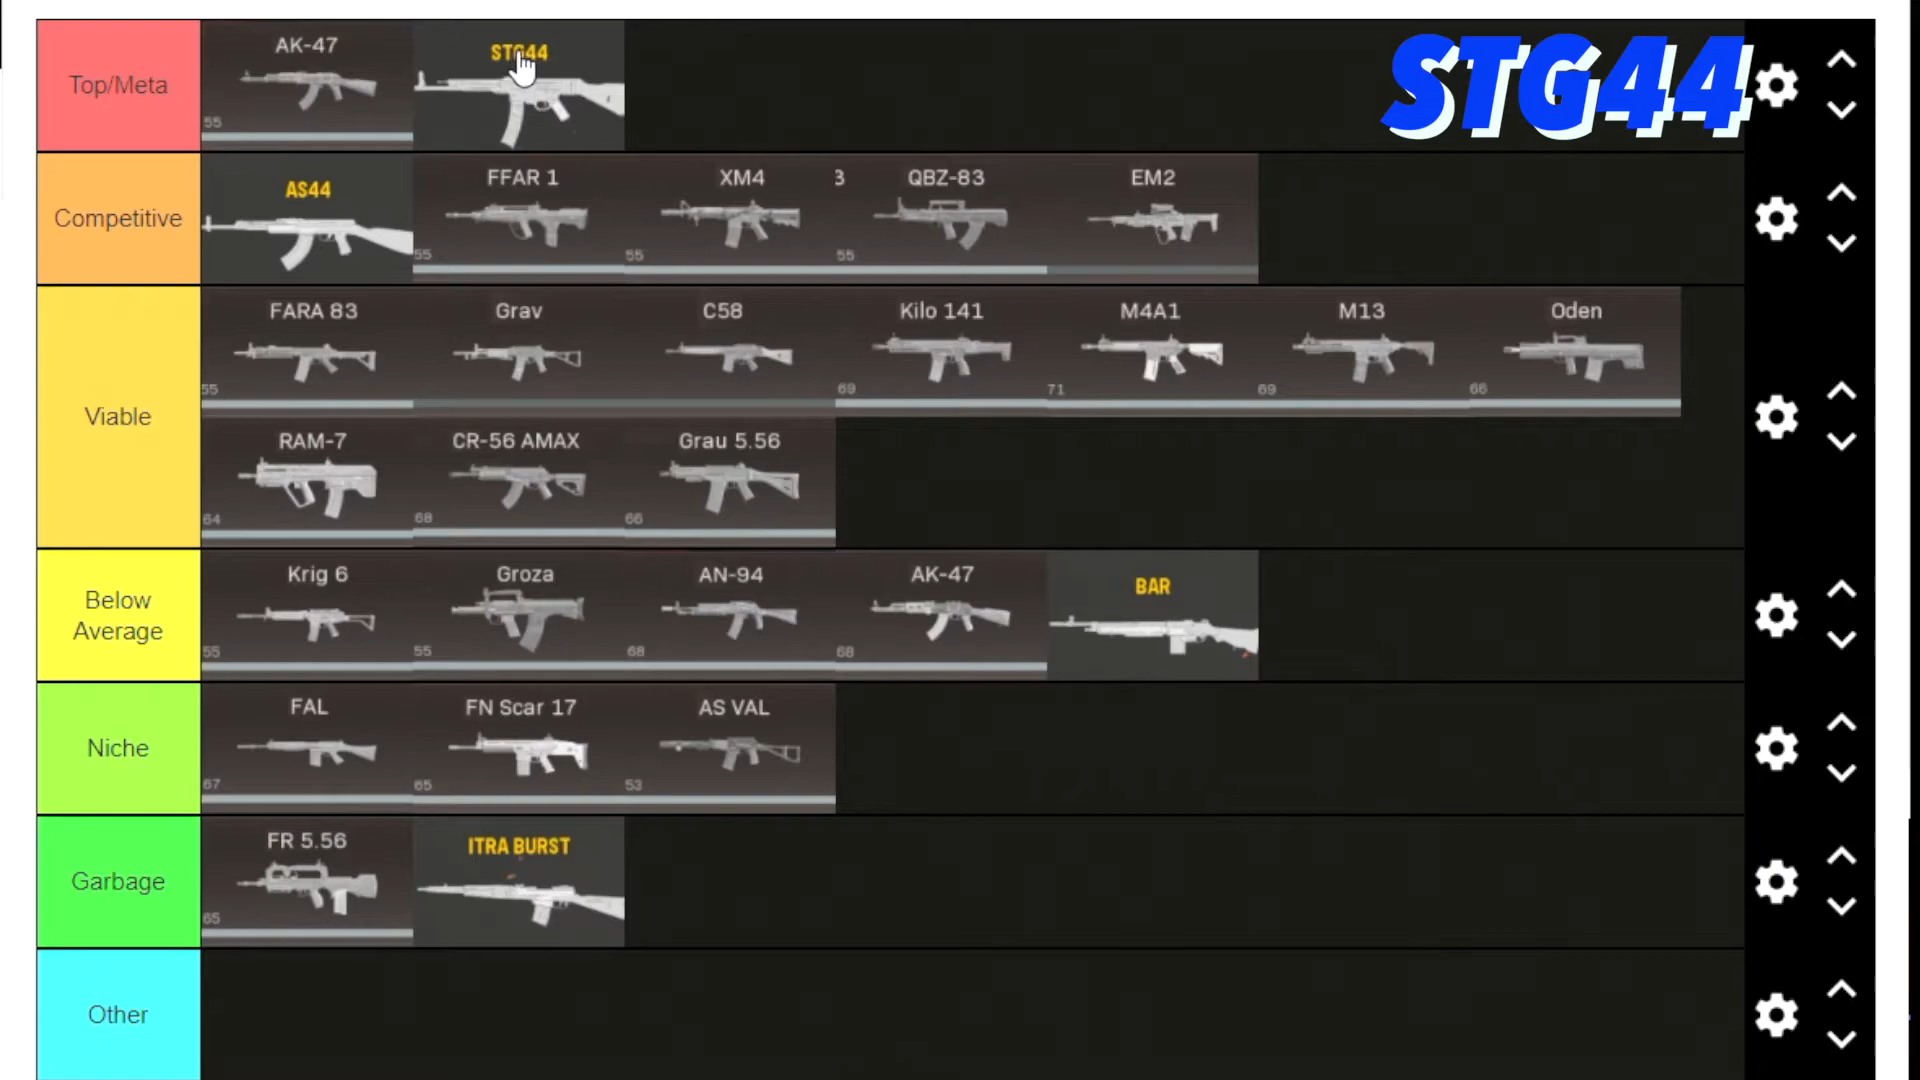 Top/Meta
AK-47
55
STG44
STG44
Competitive
AS44
FFAR 1
55
XM4
55
3
QBZ-83
55
EM2
Viable
FARA 83
55
Grav
C58
Kilo 141
69
M4A1
71
M13
69
Oden
66
RAM-7
64
CR-56 AMAX
68
Grau 5.56
66
Below
Average
Krig 6
55
Groza
55
AN-94
68
AK-47
68
BAR
Niche
FAL
67
FN Scar 17
65
AS VAL
53
Garbage
FR 5.56
65
ITRA BURST
Other